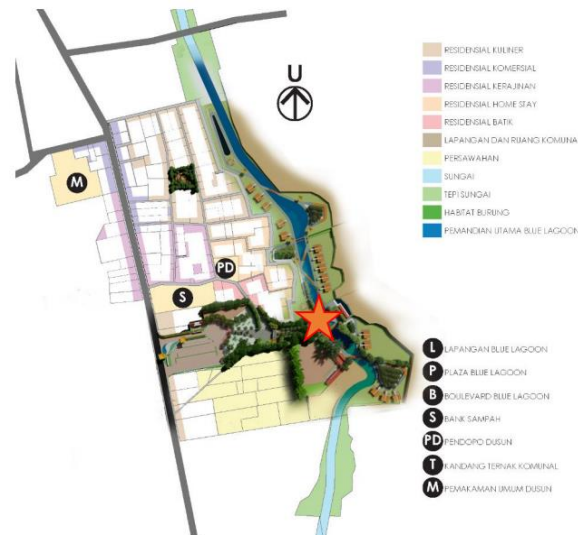 U
RESIDENSIAL KULINER
RESIDENSIAL KOMERSIAL
RESIDENSIAL KERAJINAN
RESIDENSIAL HOME STAY
RESIDENSIAL BATIK
LAPANGAN DAN RUANG KOMUNA
PERSAWAHAN
SUNGAI
TEPI SUNGAI
HABITAT BURUNG
PEMANDIAN UTAMA BLUE LAGOON
M
PD
S
L LAPANGAN BLUE LAGOON
P PLAZA BLUE LAGOON
B BOULEVARD BLUE LAGOON
S BANK SAMPAH
PD PENDOPO DUSUN
T KANDANG TERNAK KOMUNAL
M PEMAKAMAN UMUM DUSUN